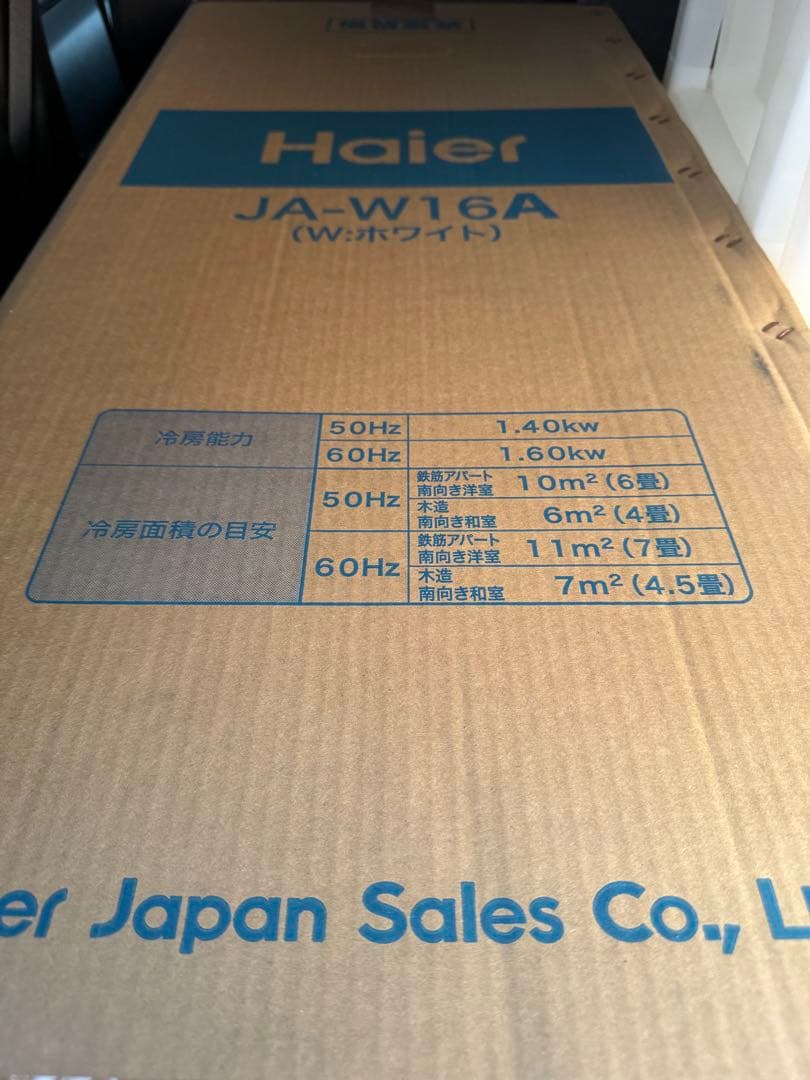 Haier
JA-W16A
(W:ホワイト)
冷房能力
50Hz 1.40kw
60Hz 1.60kw
冷房面積の目安
50Hz
鉄筋アパート
南向き洋室 10m² (6畳)
木造
南向き和室 6m² (4畳)
60Hz
鉄筋アパート
南向き洋室 11m² (7畳)
木造
南向き和室 7m² (4.5畳)
er Japan Sales Co., L